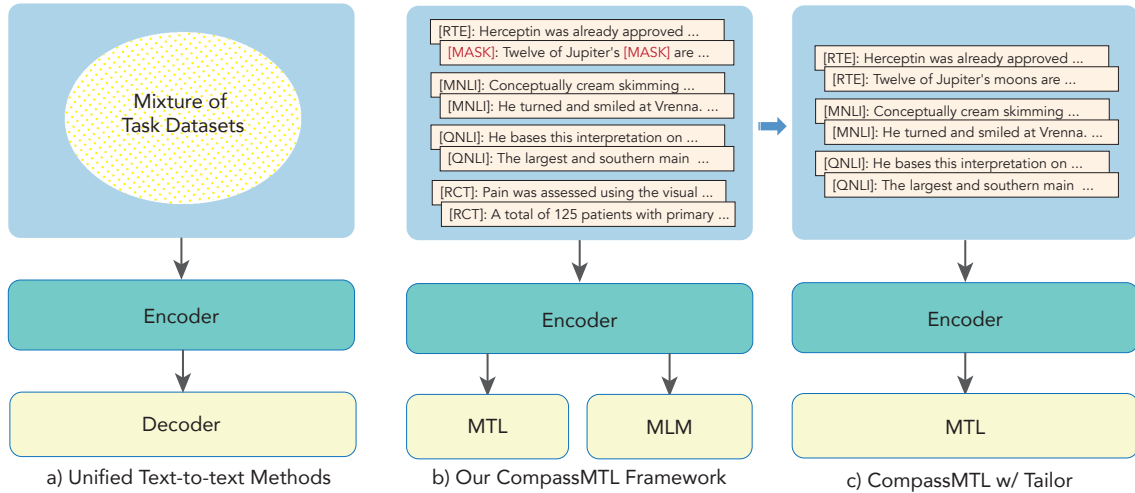 Mixture of
Task Datasets
Encoder
Decoder
a) Unified Text-to-text Methods
[RTE]: Herceptin was already approved ...
[MASK]: Twelve of Jupiter's [MASK] are ...
[MNLI]: Conceptually cream skimming ...
[MNLI]: He turned and smiled at Vrenna. ...
[QNLI]: He bases this interpretation on ...
[QNLI]: The largest and southern main ...
[RCT]: Pain was assessed using the visual ...
[RCT]: A total of 125 patients with primary ...
Encoder
MTL
MLM
b) Our CompassMTL Framework
[RTE]: Herceptin was already approved ...
[RTE]: Twelve of Jupiter's moons are ...
[MNLI]: Conceptually cream skimming ...
[MNLI]: He turned and smiled at Vrenna. ...
[QNLI]: He bases this interpretation on ...
[QNLI]: The largest and southern main ...
Encoder
MTL
c) CompassMTL w/ Tailor